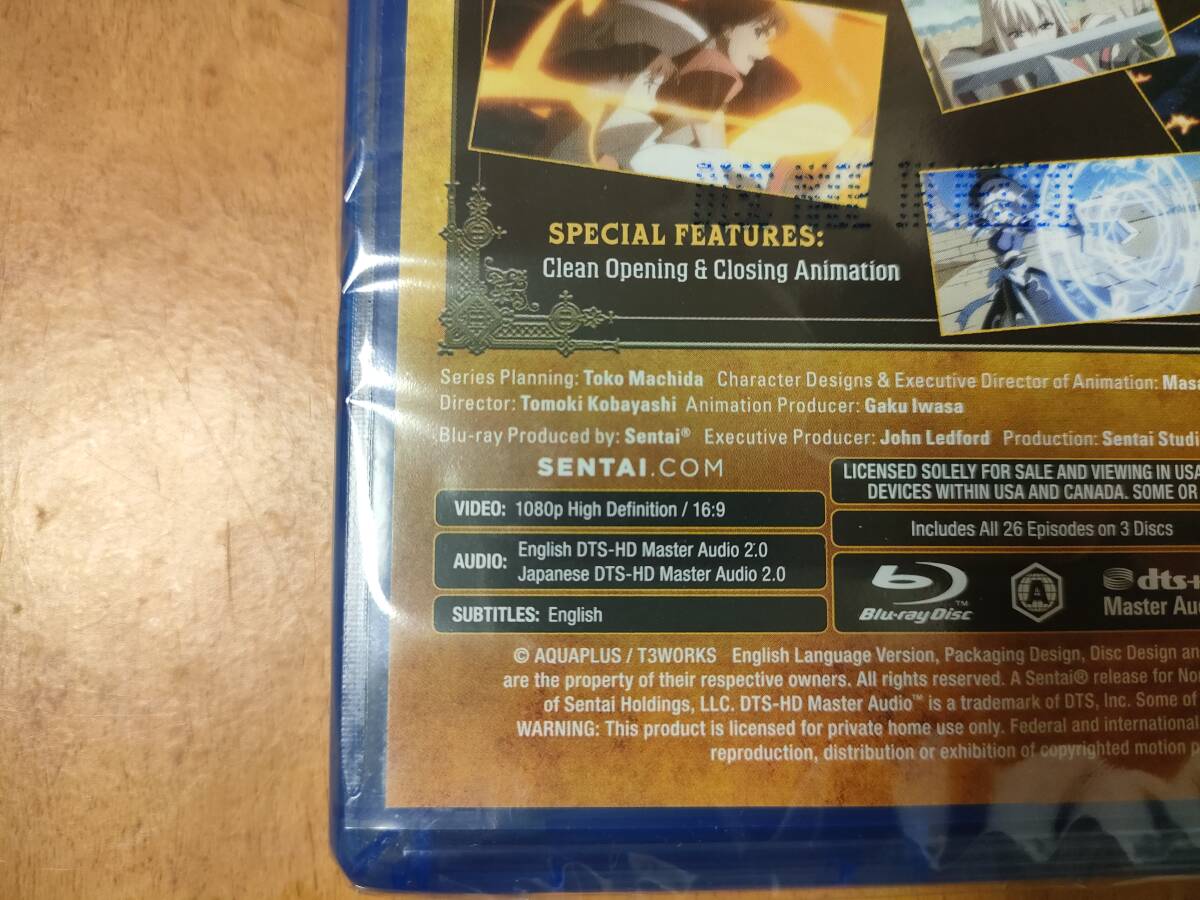 SPECIAL FEATURES:
Clean Opening & Closing Animation
Series Planning: Toko Machida Character Designs & Executive Director of Animation:
Director: Tomoki Kobayashi Animation Producer: Gaku Iwasa
Blu-ray Produced by: Sentai® Executive Producer: John Ledford Production: Sentai
SENTAI.COM
LICENSED SOLELY FOR SALE AND VIEWING IN USA
DEVICES WITHIN USA AND CANADA. SOME OR
VIDEO: 1080p High Definition / 16:9
Includes All 26 Episodes on 3 Discs
AUDIO: English DTS-HD Master Audio 2.0
Japanese DTS-HD Master Audio 2.0
SUBTITLES: English
Blu-ray Disc™
dts
Master
© AQUAPLUS / T3WORKS English Language Version, Packaging Design, Disc Design
are the property of their respective owners. All rights reserved. A Sentai® release for
of Sentai Holdings, LLC. DTS-HD Master Audio™ is a trademark of DTS, Inc. Some of
WARNING: This product is licensed for private home use only. Federal and international
reproduction, distribution or exhibition of copyrighted motion